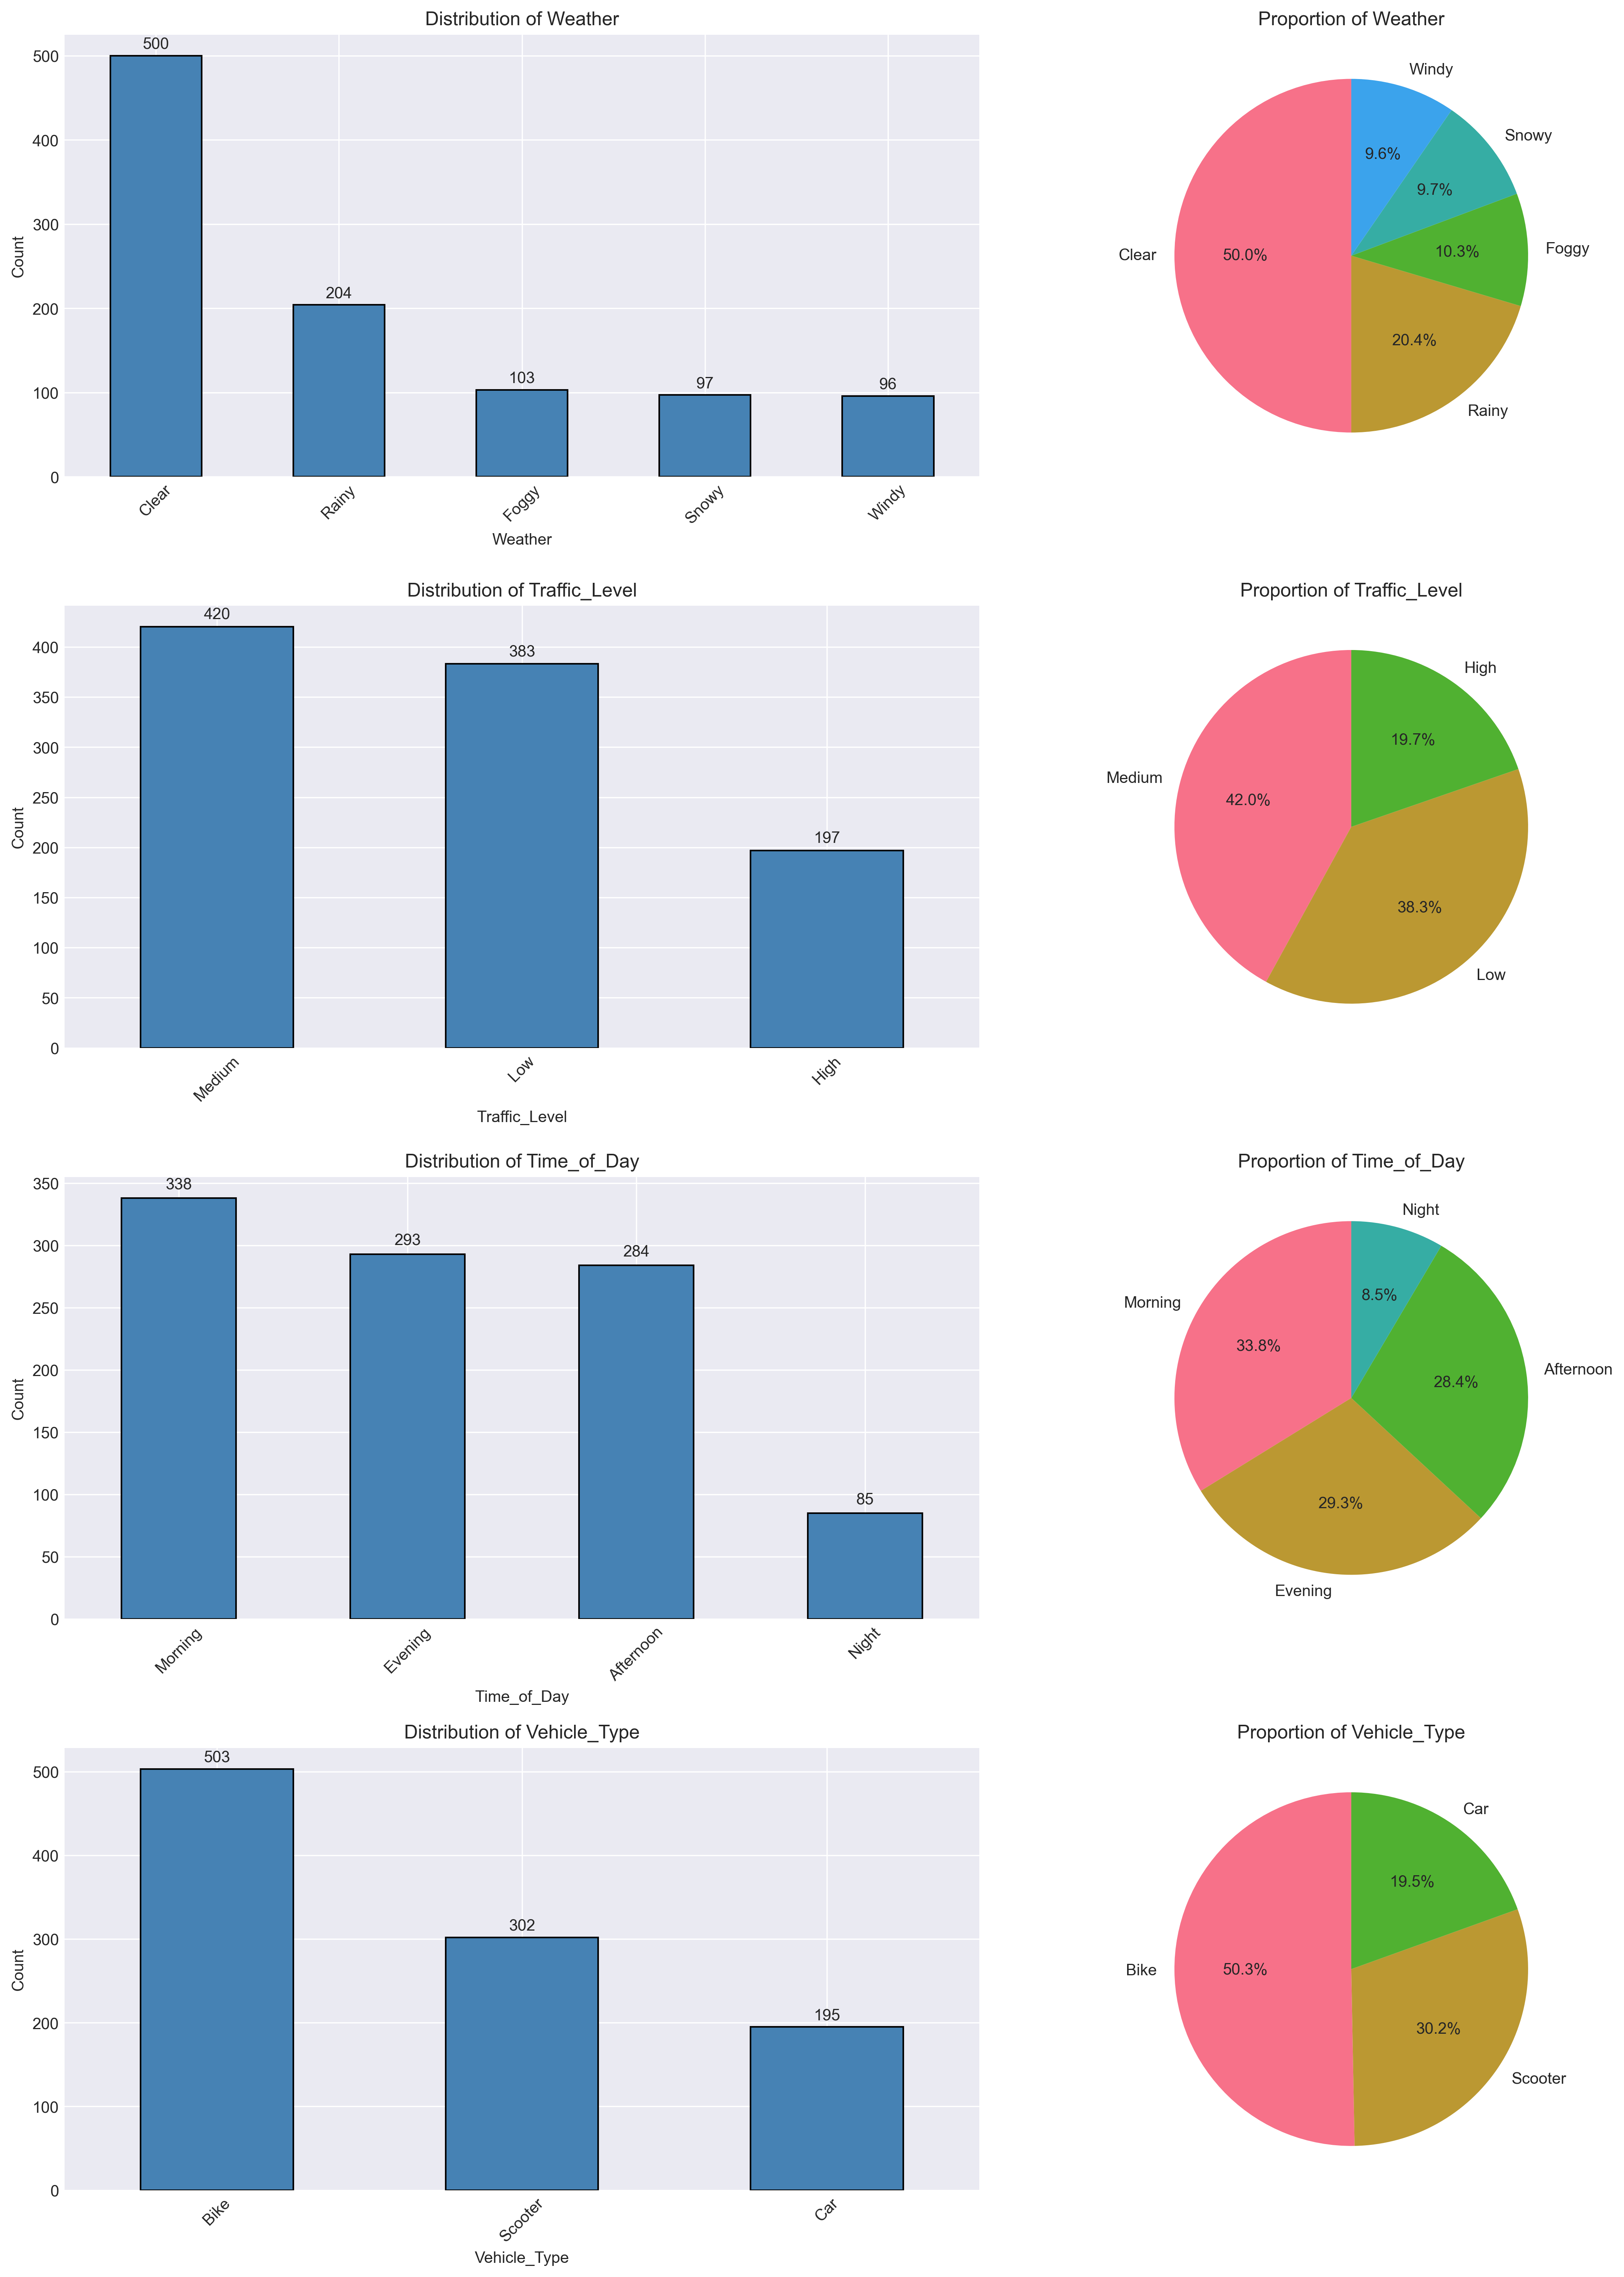 Distribution of Weather
500
500
400
204
300
Count
200
103
97
96
100
0
Clear
Rainy
Foggy
Snowy
Windy
Weather
Proportion of Weather
Windy
Snowy
9.6%
9.7%
Clear
50.0%
10.3%
Foggy
20.4%
Rainy
Distribution of Traffic_Level
420
400
383
350
300
250
Count
200
197
150
100
50
0
Medium
Low
High
Traffic_Level
Proportion of Traffic_Level
High
19.7%
Medium
42.0%
38.3%
Low
Distribution of Time_of_Day
350
338
300
293
284
250
200
Count
150
100
85
50
0
Morning
Evening
Afternoon
Night
Time_of_Day
Proportion of Time_of_Day
Night
8.5%
Morning
33.8%
28.4%
Afternoon
29.3%
Evening
Distribution of Vehicle_Type
503
500
400
302
300
Count
200
195
100
0
Bike
Scooter
Car
Vehicle_Type
Proportion of Vehicle_Type
Car
19.5%
Bike
50.3%
30.2%
Scooter